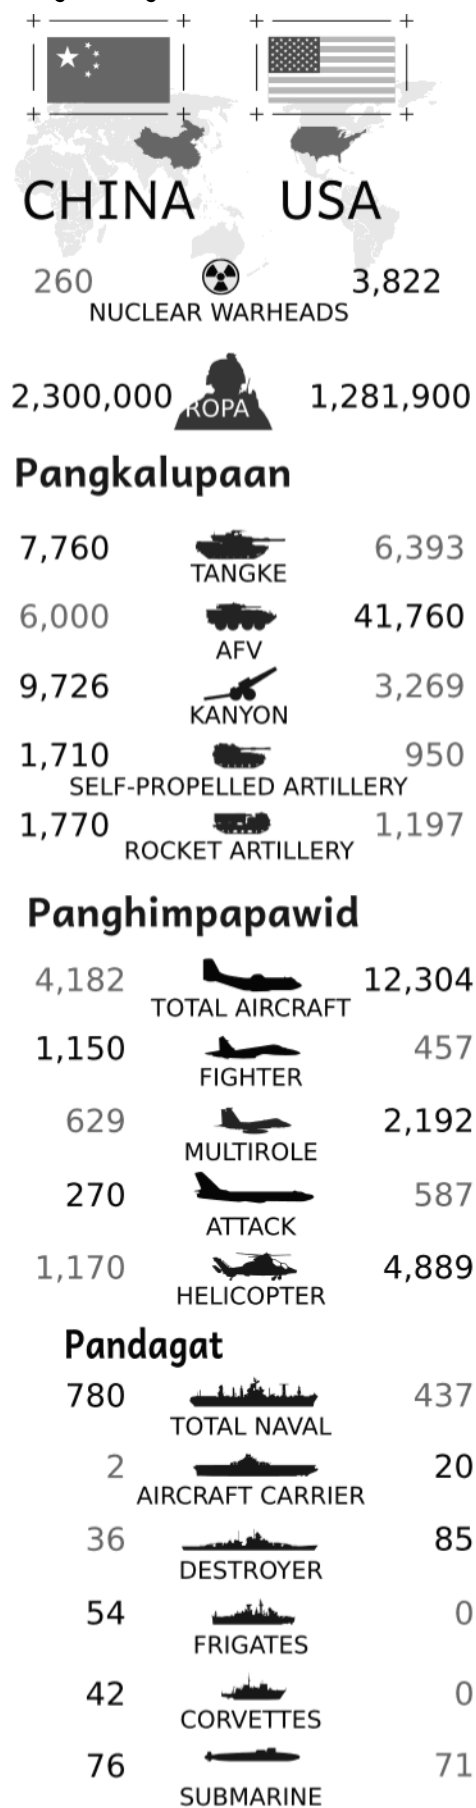 CHINA USA
260 3,822
NUCLEAR WARHEADS
2,300,000 ROPA 1,281,900
Pangkalupaan
7,760 6,393
TANGKE
6,000 41,760
AFV
9,726 3,269
KANYON
1,710 950
SELF-PROPELLED ARTILLERY
1,770 1,197
ROCKET ARTILLERY
Panghimpapawid
4,182 12,304
TOTAL AIRCRAFT
1,150 457
FIGHTER
629 2,192
MULTIROLE
270 587
ATTACK
1,170 4,889
HELICOPTER
Pandagat
780 437
TOTAL NAVAL
2 20
AIRCRAFT CARRIER
36 85
DESTROYER
54 0
FRIGATES
42 0
CORVETTES
76 71
SUBMARINE